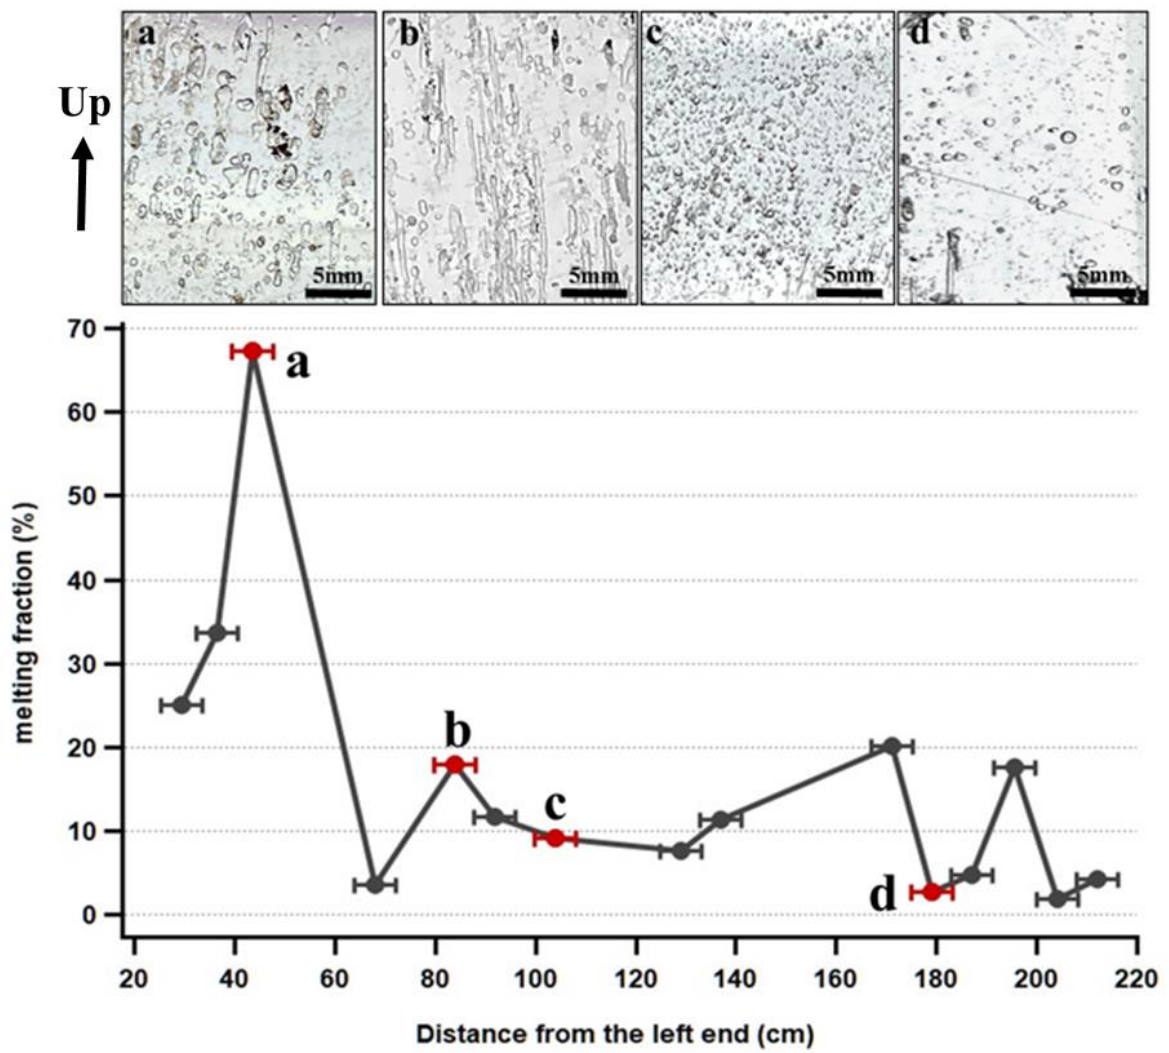 a
b
c
d
Up
5mm
5mm
5mm
5mm
70
60
50
40
30
20
10
0
melting fraction (%)
a
b
c
d
20 40 60 80 100 120 140 160 180 200 220
Distance from the left end (cm)